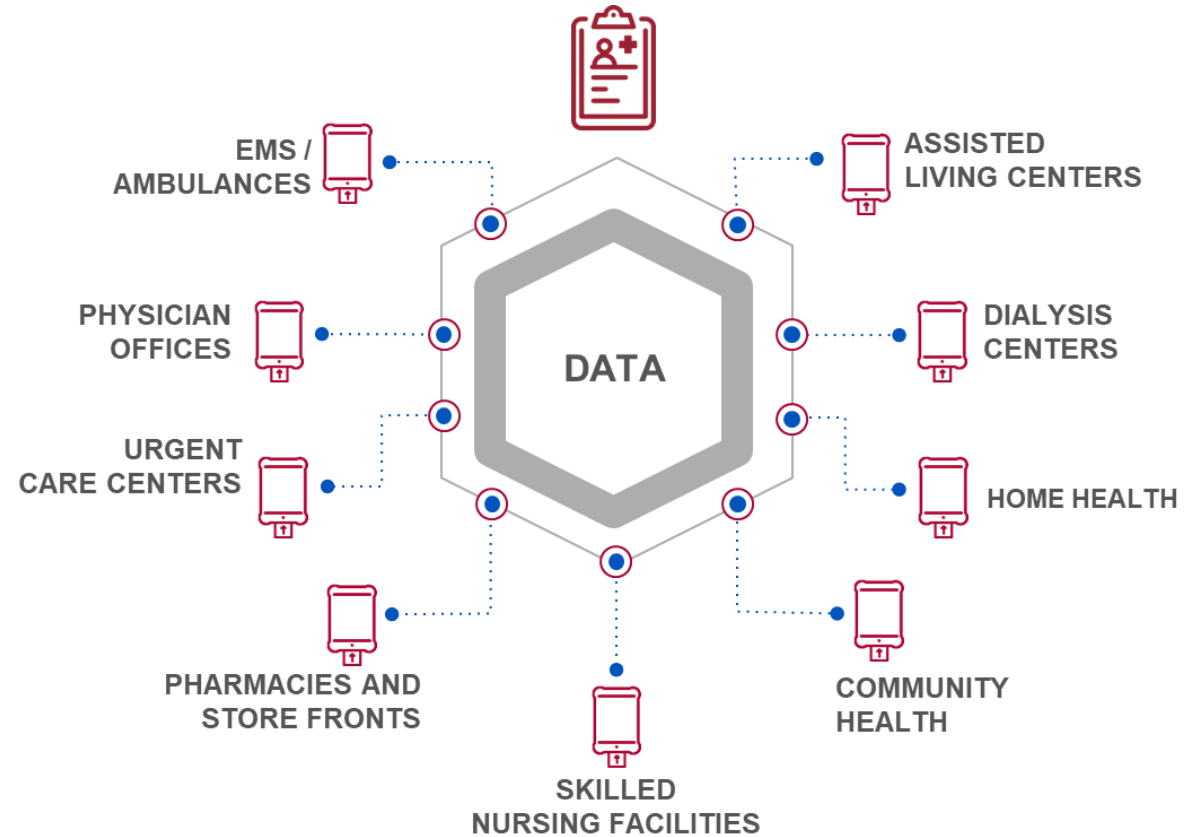 EMS /
AMBULANCES
ASSISTED
LIVING CENTERS
PHYSICIAN
OFFICES
DIALYSIS
CENTERS
DATA
URGENT
CARE CENTERS
HOME HEALTH
PHARMACIES AND
STORE FRONTS
COMMUNITY
HEALTH
SKILLED
NURSING FACILITIES